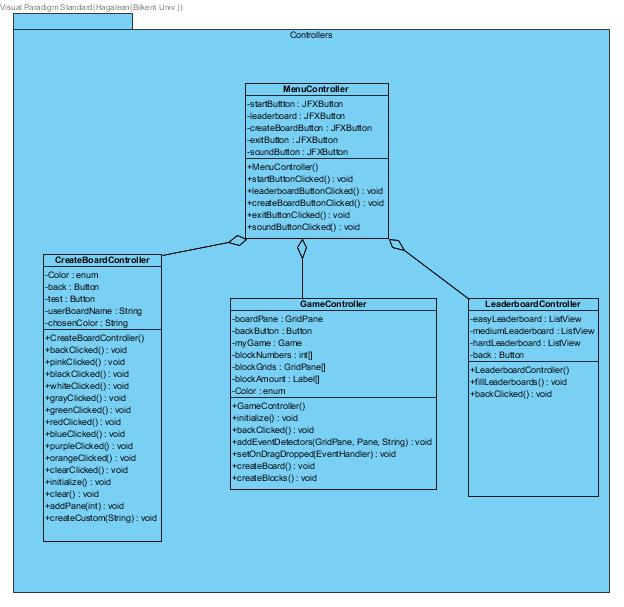 Visual Paradigm Standard(Hagalean(Bilkent Univ.))
Controllers
MenuController
-startButtton : JFXButton
-leaderboard : JFXButton
-createBoardButton : JFXButton
-exitButton : JFXButton
-soundButton : JFXButton
+MenuController()
+startButtonClicked() : void
+leaderboardButtonClicked() : void
+createBoardButtonClicked() : void
+exitButtonClicked() : void
+soundButtonClicked() : void
CreateBoardController
-Color : enum
-back : Button
-test : Button
-userBoardName : String
-chosenColor : String
+CreateBoardController()
+backClicked() : void
+pinkClicked() : void
+blackClicked() : void
+whiteClicked() : void
+grayClicked() : void
+greenClicked() : void
+redClicked() : void
+blueClicked() : void
+purpleClicked() : void
+orangeClicked() : void
+clearClicked() : void
+initialize() : void
+clear() : void
+addPane(int) : void
+createCustom(String) : void
GameController
-boardPane : GridPane
-backButton : Button
-myGame : Game
-blockNumbers : int[]
-blockGrids : GridPane[]
-blockAmount : Label[]
-Color : enum
+GameController()
+initialize() : void
+backClicked() : void
+addEventDetectors(GridPane, Pane, String) : void
+setOnDragDropped(EventHandler) : void
+createBoard() : void
+createBlocks() : void
LeaderboardController
-easyLeaderboard : ListView
-mediumLeaderboard : ListView
-hardLeaderboard : ListView
-back : Button
+LeaderboardController()
+fillLeaderboards() : void
+backClicked() : void